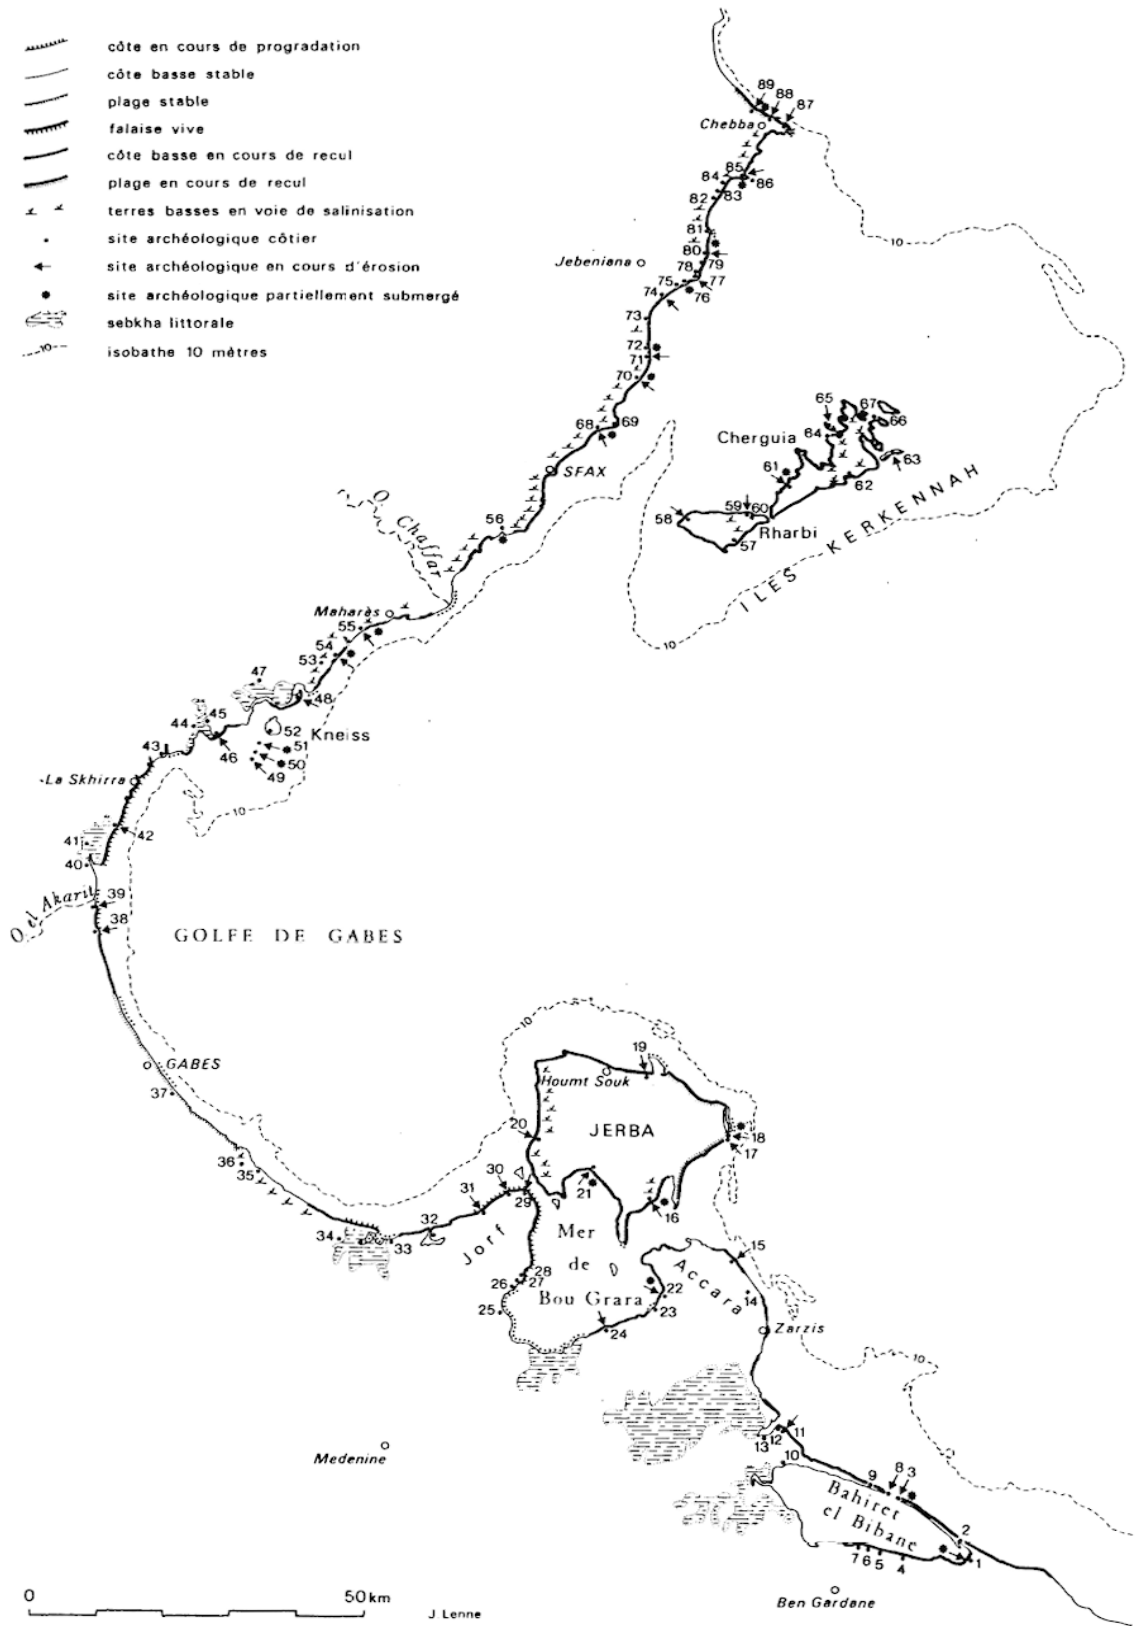 côte en cours de progradation
côte basse stable
plage stable
falaise vive
côte basse en cours de recul
plage en cours de recul
terres basses en voie de salinisation
site archéologique côtier
site archéologique en cours d'érosion
site archéologique partiellement submergé
sebkha littorale
-10- isobathe 10 mètres
89 88 87
Chebba
85
84 86
82 83
81
80
Jebeniana
78 79
75 77
74 76
73
72
71
70
10
65 67
66
68 69
Cherguia 64
63
61
SFAX
62
59 60
58
Rharbi
57
56
ILES KERKENNAH
O. Chaffar
10
Maharès
55
54
53
47
48
45
44
52 Kneiss
51
46
50
49
43
La Skhirra
10
42
41
40
39
O. el Akarit
38
GOLFE DE GABES
10
GABES
37
19
Houmt Souk
20
JERBA
18
17
36
35
30
31 29
21
16
32
34
33
Jorf
Mer
de
Bou Grara
15
Accara
28
27
26
25
22
23
14
24
Zarzis
10
11
12
13
10
Medenine
9 8 3
Bahiret
el Bibane
2
7 6 5 4 1
Ben Gardane
0 50 km
J. Lenne